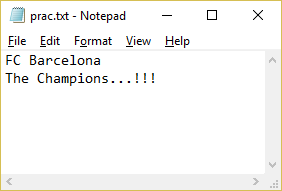 prac.txt - Notepad
File Edit Format View Help
FC Barcelona
The Champions...!!!